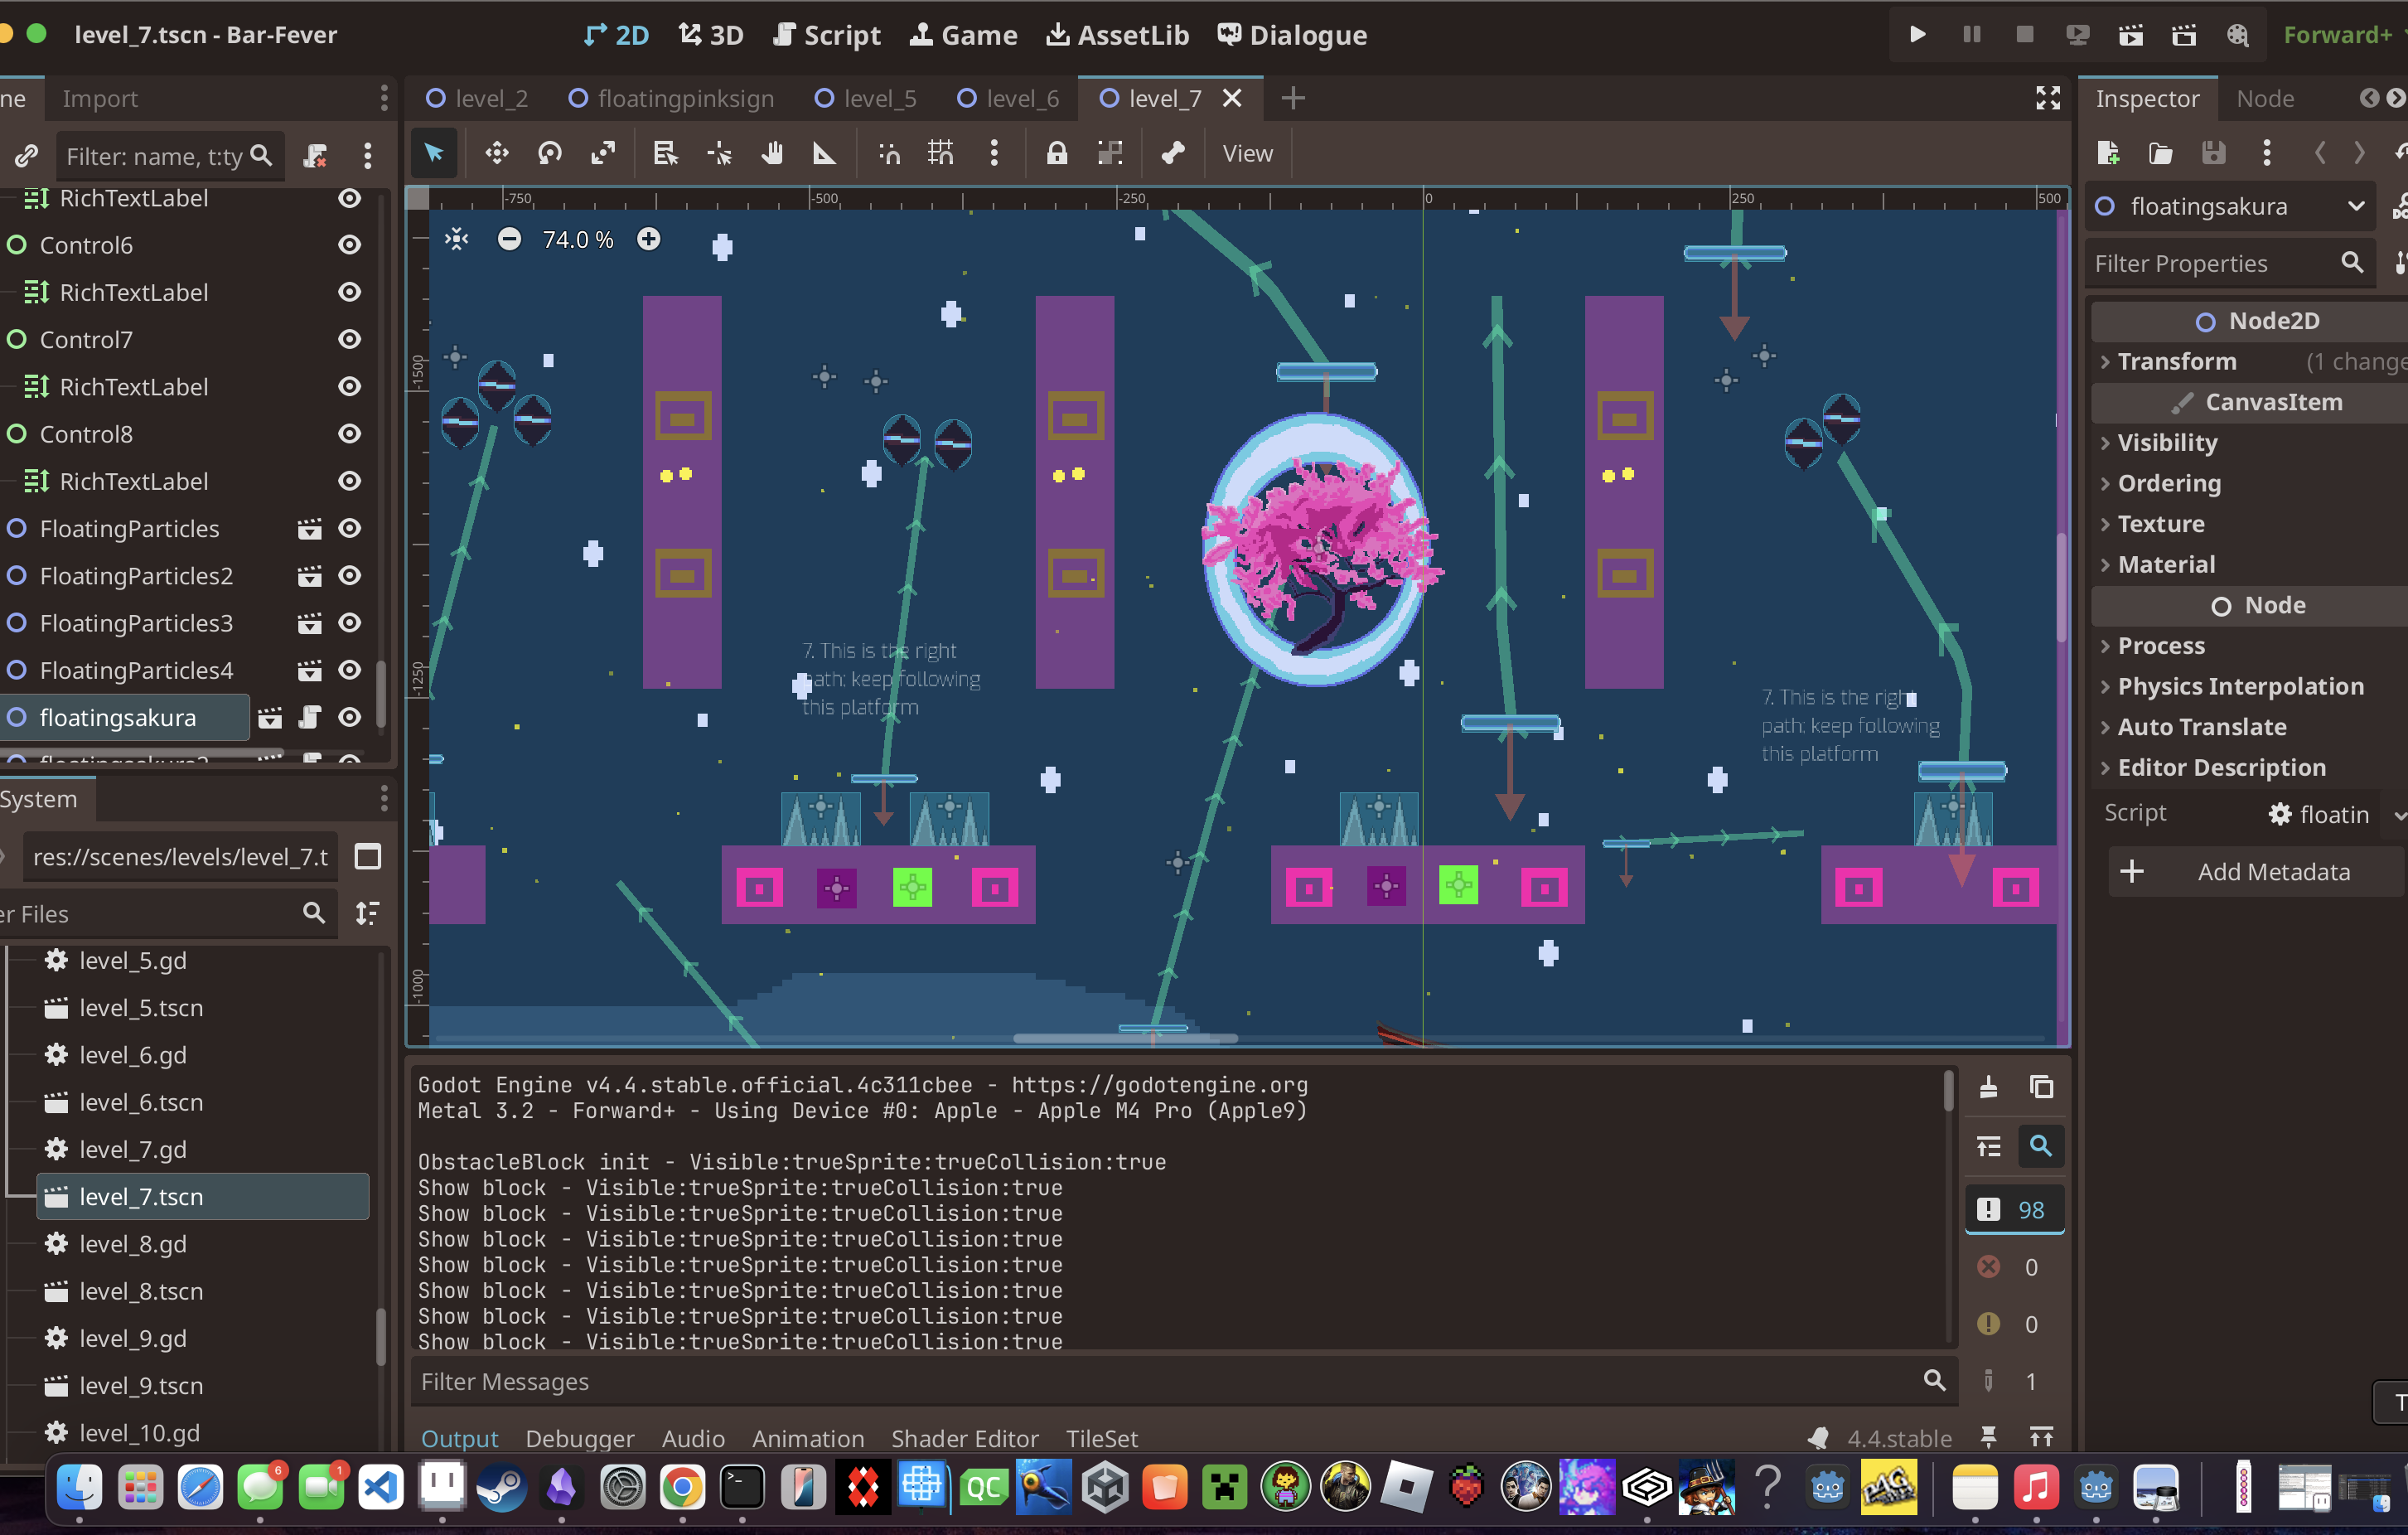 level_7.tscn - Bar-Fever
2D
3D
Script
Game
AssetLib
Dialogue
Forward+
ne
Import
level_2
floatingpinksign
level_5
level_6
level_7
Inspector
Node
Filter: name, t:ty
View
RichTextLabel
Control6
RichTextLabel
Control7
RichTextLabel
Control8
RichTextLabel
FloatingParticles
FloatingParticles2
FloatingParticles3
FloatingParticles4
floatingsakura
floatingsakura2
System
res://scenes/levels/level_7.t
er Files
level_5.gd
level_5.tscn
level_6.gd
level_6.tscn
level_7.gd
level_7.tscn
level_8.gd
level_8.tscn
level_9.gd
level_9.tscn
level_10.gd
-750
-500
-250
0
250
500
-1500
-1250
-1000
74.0 %
7. This is the right
path; keep following
this platform
7. This is the right
path; keep following
this platform
Godot Engine v4.4.stable.official.4c311cbee - https://godotengine.org
Metal 3.2 - Forward+ - Using Device #0: Apple - Apple M4 Pro (Apple9)
ObstacleBlock init - Visible:trueSprite:trueCollision:true
Show block - Visible:trueSprite:trueCollision:true
Show block - Visible:trueSprite:trueCollision:true
Show block - Visible:trueSprite:trueCollision:true
Show block - Visible:trueSprite:trueCollision:true
Show block - Visible:trueSprite:trueCollision:true
Show block - Visible:trueSprite:trueCollision:true
Show block - Visible:trueSprite:trueCollision:true
Filter Messages
98
0
0
1
Output
Debugger
Audio
Animation
Shader Editor
TileSet
4.4.stable
floatingsakura
Filter Properties
Node2D
Transform
(1 change
CanvasItem
Visibility
Ordering
Texture
Material
Node
Process
Physics Interpolation
Auto Translate
Editor Description
Script
floatin
Add Metadata
T
6
1
QC